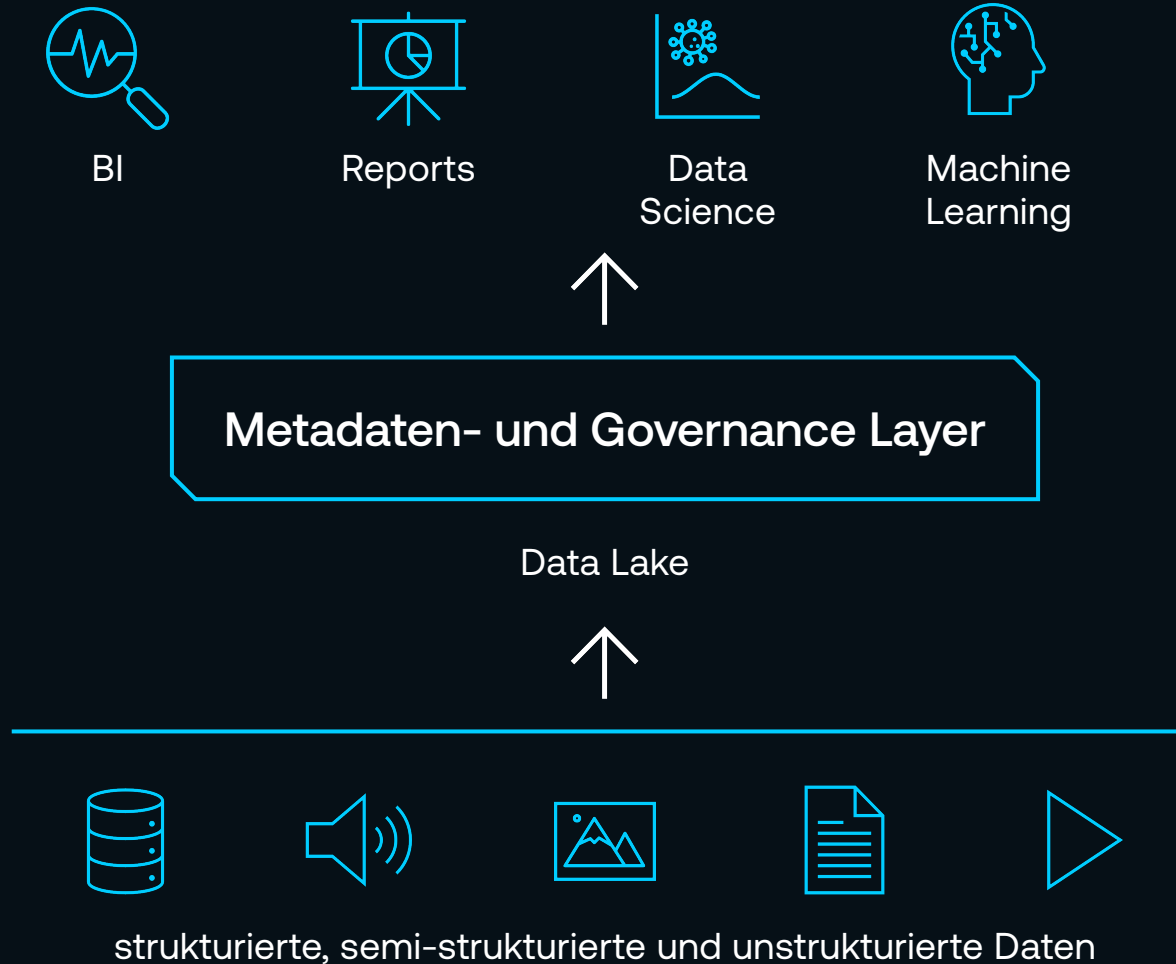 BI
Reports
Data
Science
Machine
Learning
Metadaten- und Governance Layer
Data Lake
strukturierte, semi-strukturierte und unstrukturierte Daten